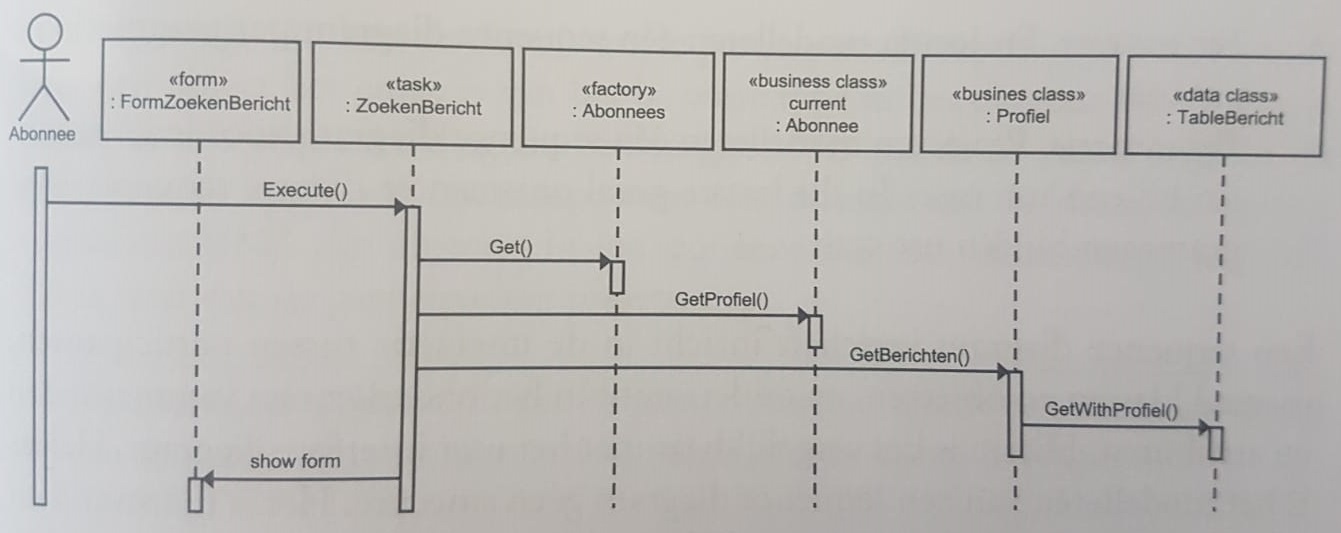 Abonnee
«form»
: FormZoekenBericht
«task»
: ZoekenBericht
«factory»
: Abonnees
«business class»
current
: Abonnee
«busines class»
: Profiel
«data class»
: TableBericht
Execute()
Get()
GetProfiel()
GetBerichten()
GetWithProfiel()
show form